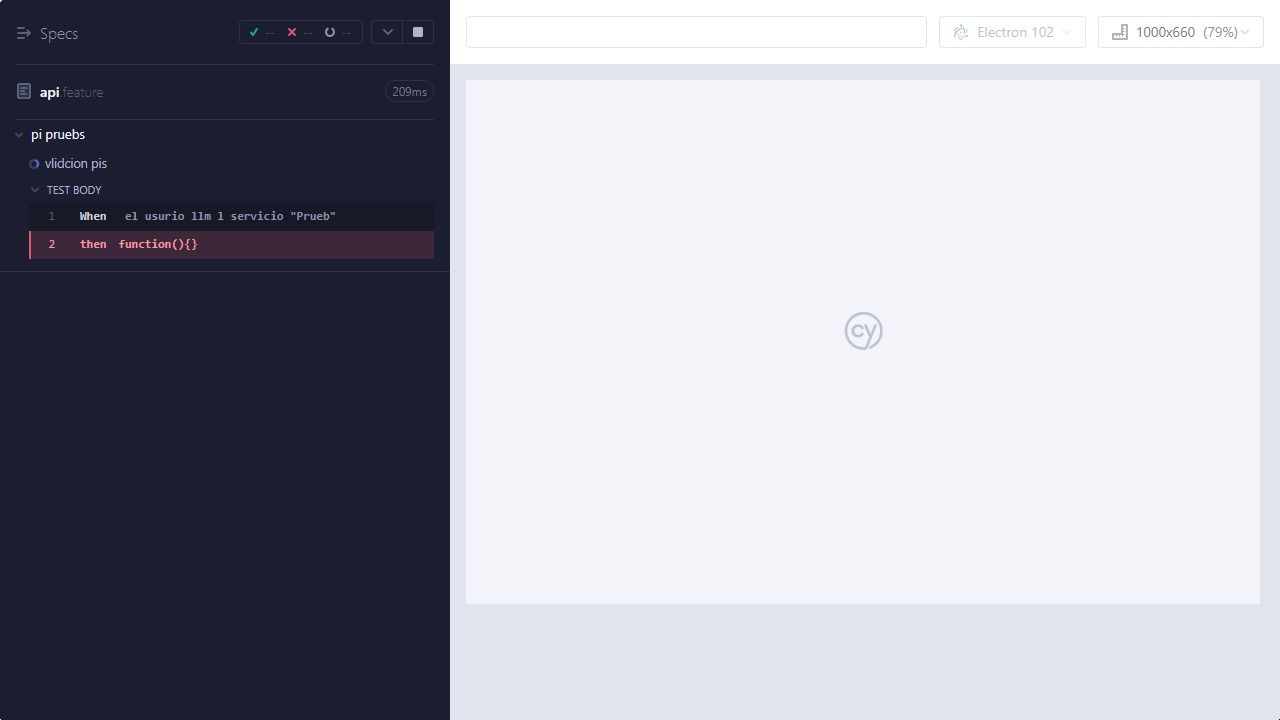 Specs
-- -- --
api.feature
209ms
pi pruebs
vlidcion pis
TEST BODY
1 When el usurio llm l servicio "Prueb"
2 then function(){}
Electron 102
1000x660 (79%)
cy